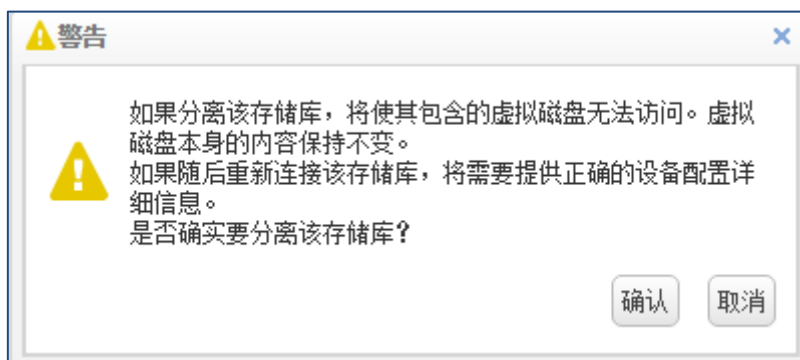 警告
如果分离该存储库，将使其包含的虚拟磁盘无法访问。虚拟
磁盘本身的内容保持不变。
如果随后重新连接该存储库，将需要提供正确的设备配置详
细信息。
是否确实要分离该存储库？
确认 取消